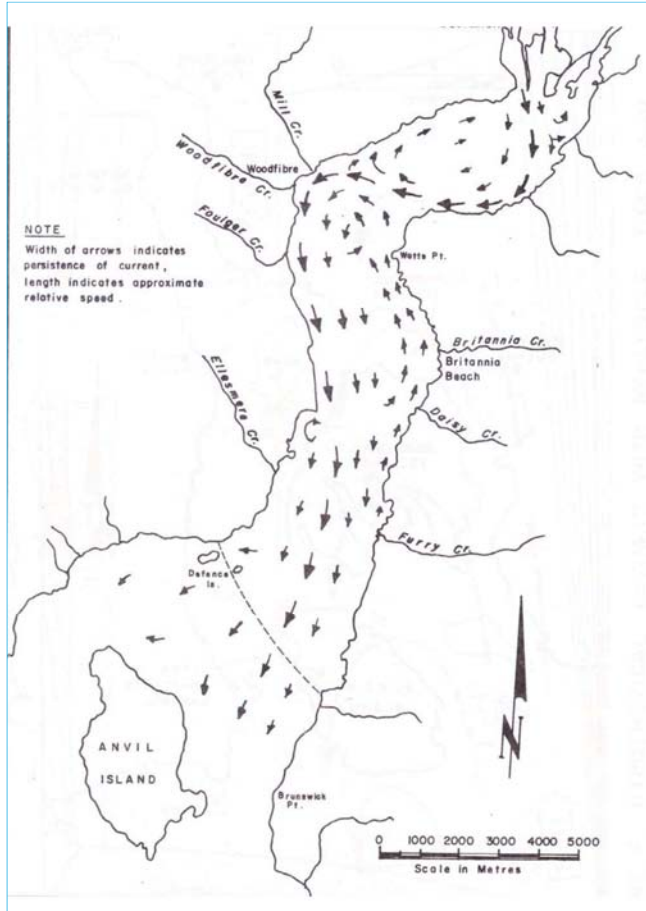 Mill Cr.
Woodfibre
Woodfibre Cr.
Foulger Cr.
NOTE
Width of arrows indicates
persistence of current,
length indicates approximate
relative speed.
Watts Pt.
Britannia Cr.
Britannia
Beach
Ellesmere Cr.
Daisy Cr.
Furry Cr.
Defence
Is.
ANVIL
ISLAND
Brunswick
Pt.
N
0 1000 2000 3000 4000 5000
Scale in Metres